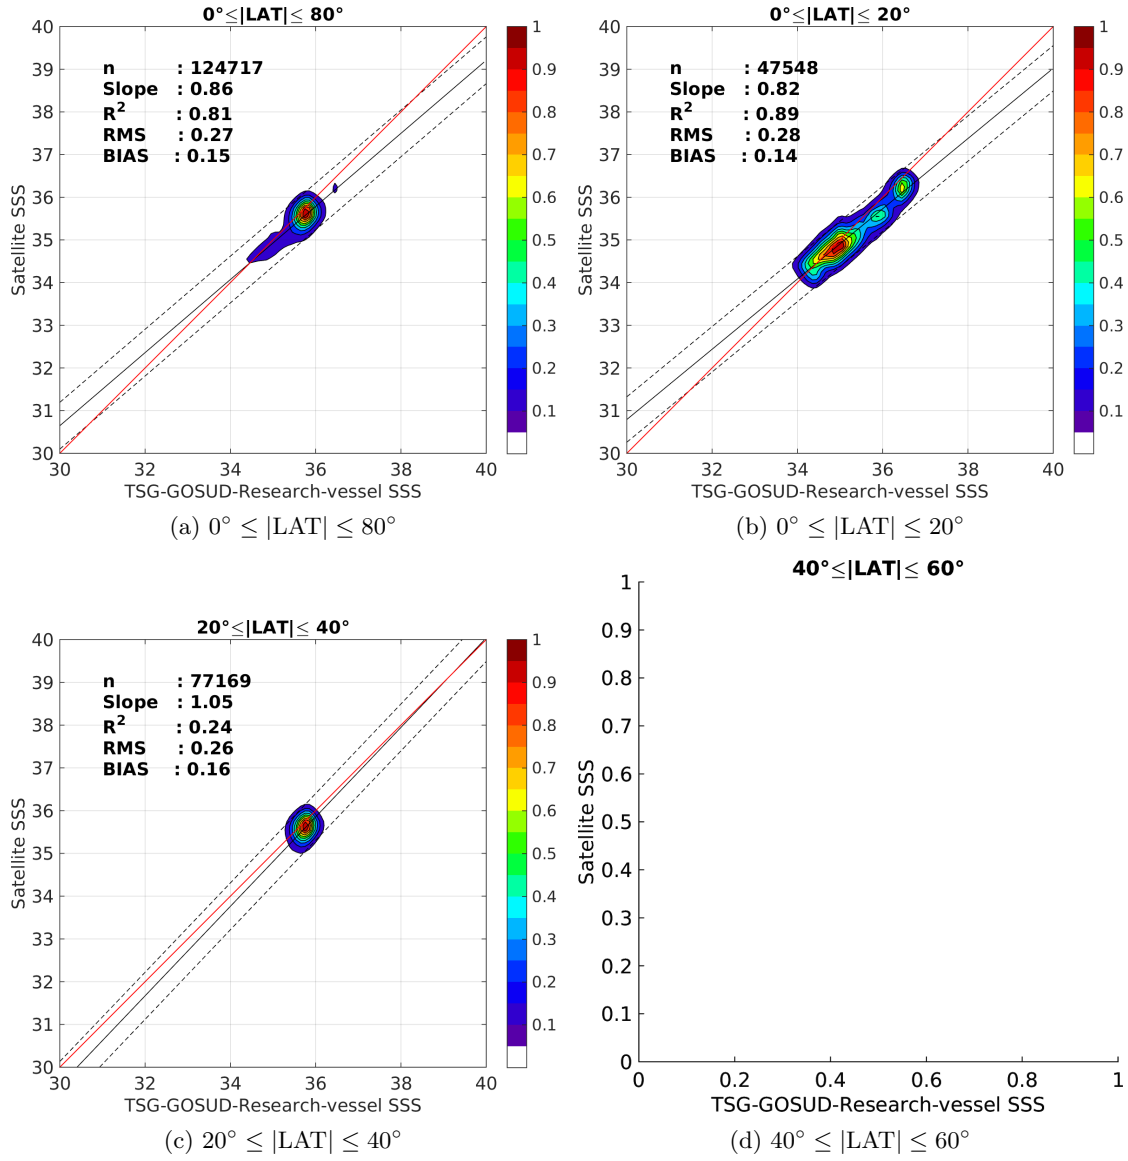 0°≤|LAT|≤ 80°
n : 124717
Slope : 0.86
R2 : 0.81
RMS : 0.27
BIAS : 0.15
40
39
38
37
36
35
34
33
32
31
30
Satellite SSS
30 32 34 36 38 40
TSG-GOSUD-Research-vessel SSS
1
0.9
0.8
0.7
0.6
0.5
0.4
0.3
0.2
0.1
(a) 0° ≤ |LAT| ≤ 80°
0°≤|LAT|≤ 20°
n : 47548
Slope : 0.82
R2 : 0.89
RMS : 0.28
BIAS : 0.14
40
39
38
37
36
35
34
33
32
31
30
Satellite SSS
30 32 34 36 38 40
TSG-GOSUD-Research-vessel SSS
1
0.9
0.8
0.7
0.6
0.5
0.4
0.3
0.2
0.1
(b) 0° ≤ |LAT| ≤ 20°
20°≤|LAT|≤ 40°
n : 77169
Slope : 1.05
R2 : 0.24
RMS : 0.26
BIAS : 0.16
40
39
38
37
36
35
34
33
32
31
30
Satellite SSS
30 32 34 36 38 40
TSG-GOSUD-Research-vessel SSS
1
0.9
0.8
0.7
0.6
0.5
0.4
0.3
0.2
0.1
(c) 20° ≤ |LAT| ≤ 40°
40°≤|LAT|≤ 60°
1
0.9
0.8
0.7
0.6
0.5
0.4
0.3
0.2
0.1
0
Satellite SSS
0 0.2 0.4 0.6 0.8 1
TSG-GOSUD-Research-vessel SSS
(d) 40° ≤ |LAT| ≤ 60°